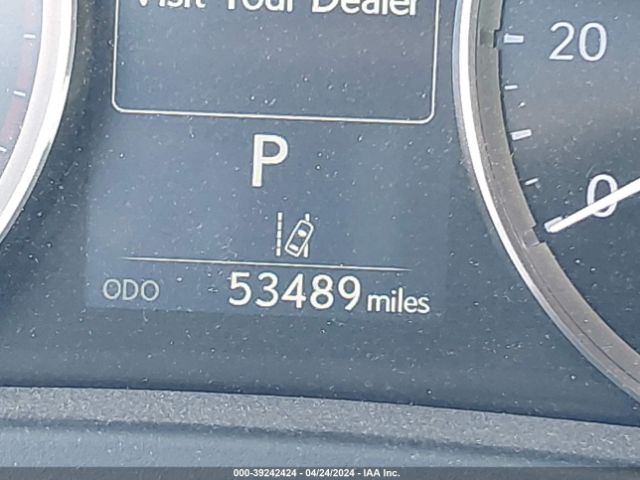 Visit Your Dealer
20
P
0
ODO 53489 miles
000-39242424 - 04/24/2024 - IAA Inc.